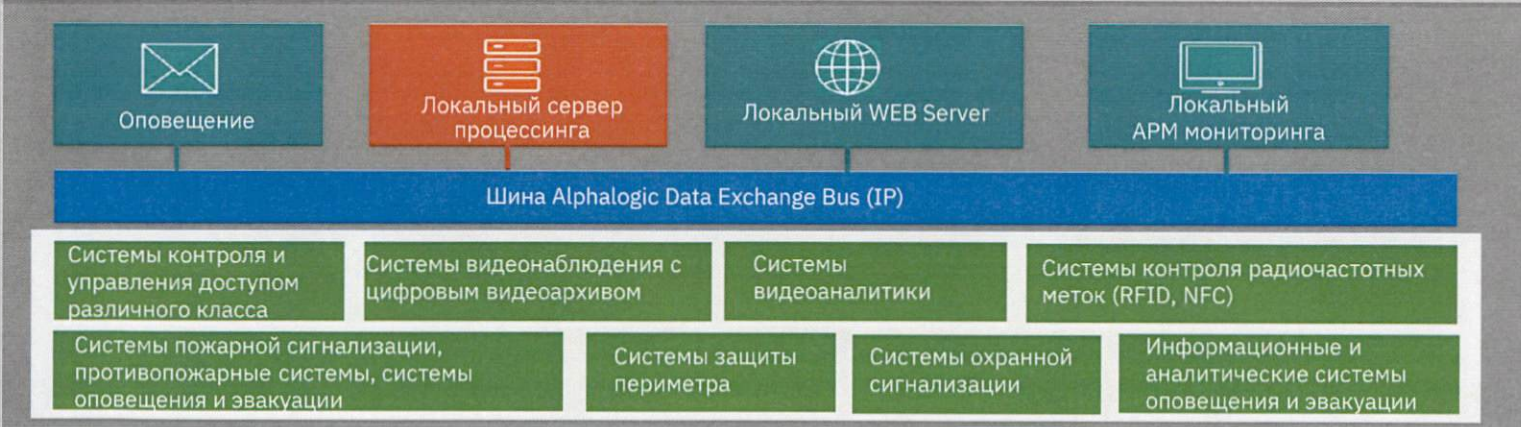 Оповещение
Локальный сервер
процессинга
Локальный WEB Server
Локальный
АРМ мониторинга
Шина Alphalogic Data Exchange Bus (IP)
Системы контроля и
управления доступом
различного класса
Системы видеонаблюдения с
цифровым видеоархивом
Системы
видеоаналитики
Системы контроля радиочастотных
меток (RFID, NFC)
Системы пожарной сигнализации,
противопожарные системы, системы
оповещения и эвакуации
Системы защиты
периметра
Системы охранной
сигнализации
Информационные и
аналитические системы
оповещения и эвакуации